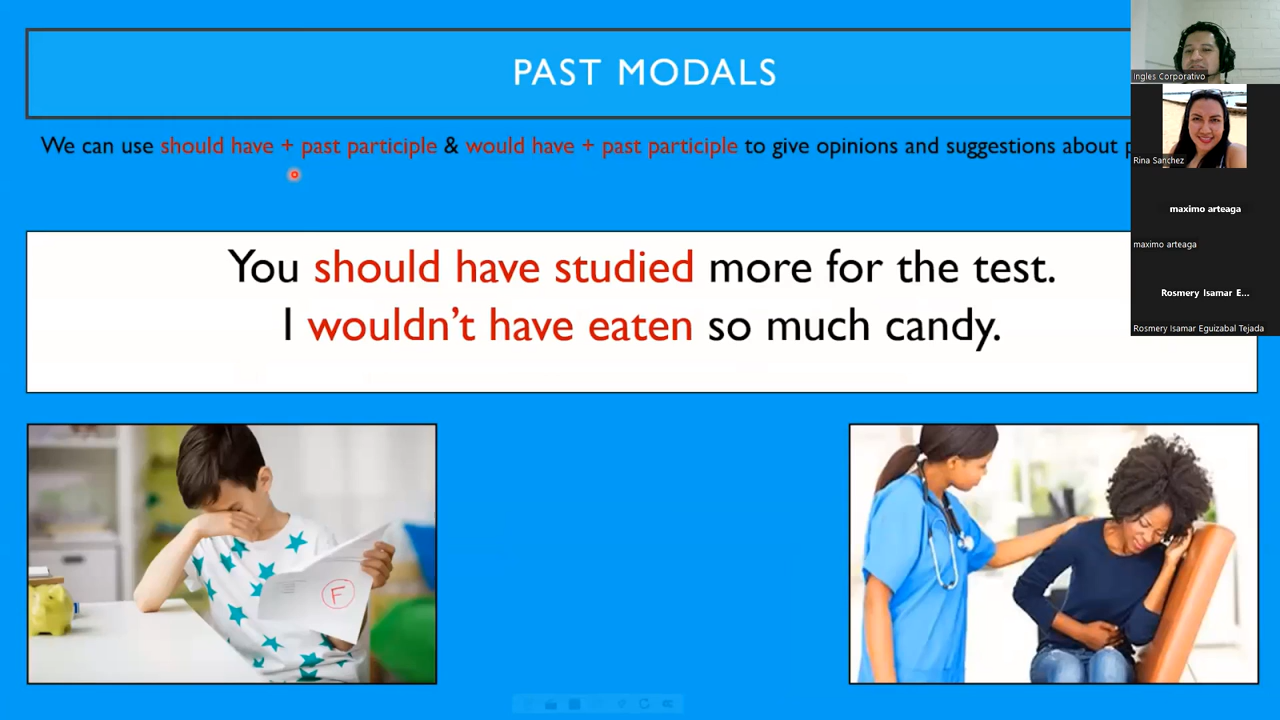 PAST MODALS
We can use should have + past participle & would have + past participle to give opinions and suggestions about
You should have studied more for the test.
I wouldn't have eaten so much candy.
F
Ingles Corporativo
Rina Sanchez
maximo arteaga
maximo arteaga
Rosmery Isamar E...
Rosmery Isamar Eguizabal Tejada